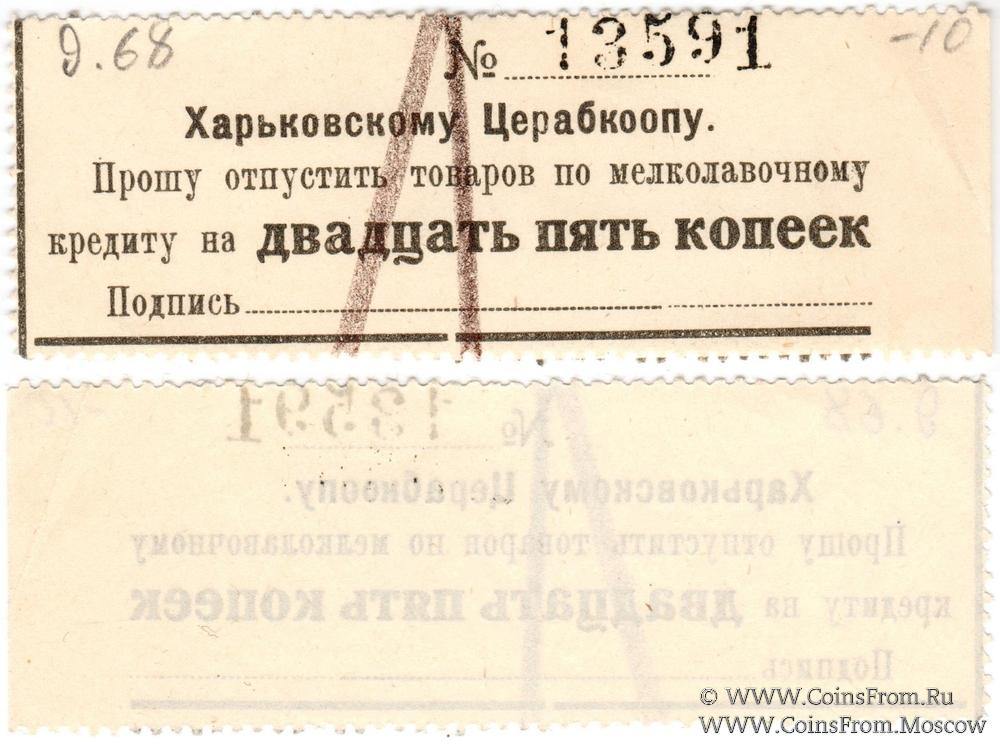 9.68
№ 13591
-10
Харьковскому Церабкоопу.
Прошу отпустить товаров по мелколавочному
кредиту на двадцать пять копеек
Подпись
© WWW.CoinsFrom.Ru
WWW.CoinsFrom.Moscow